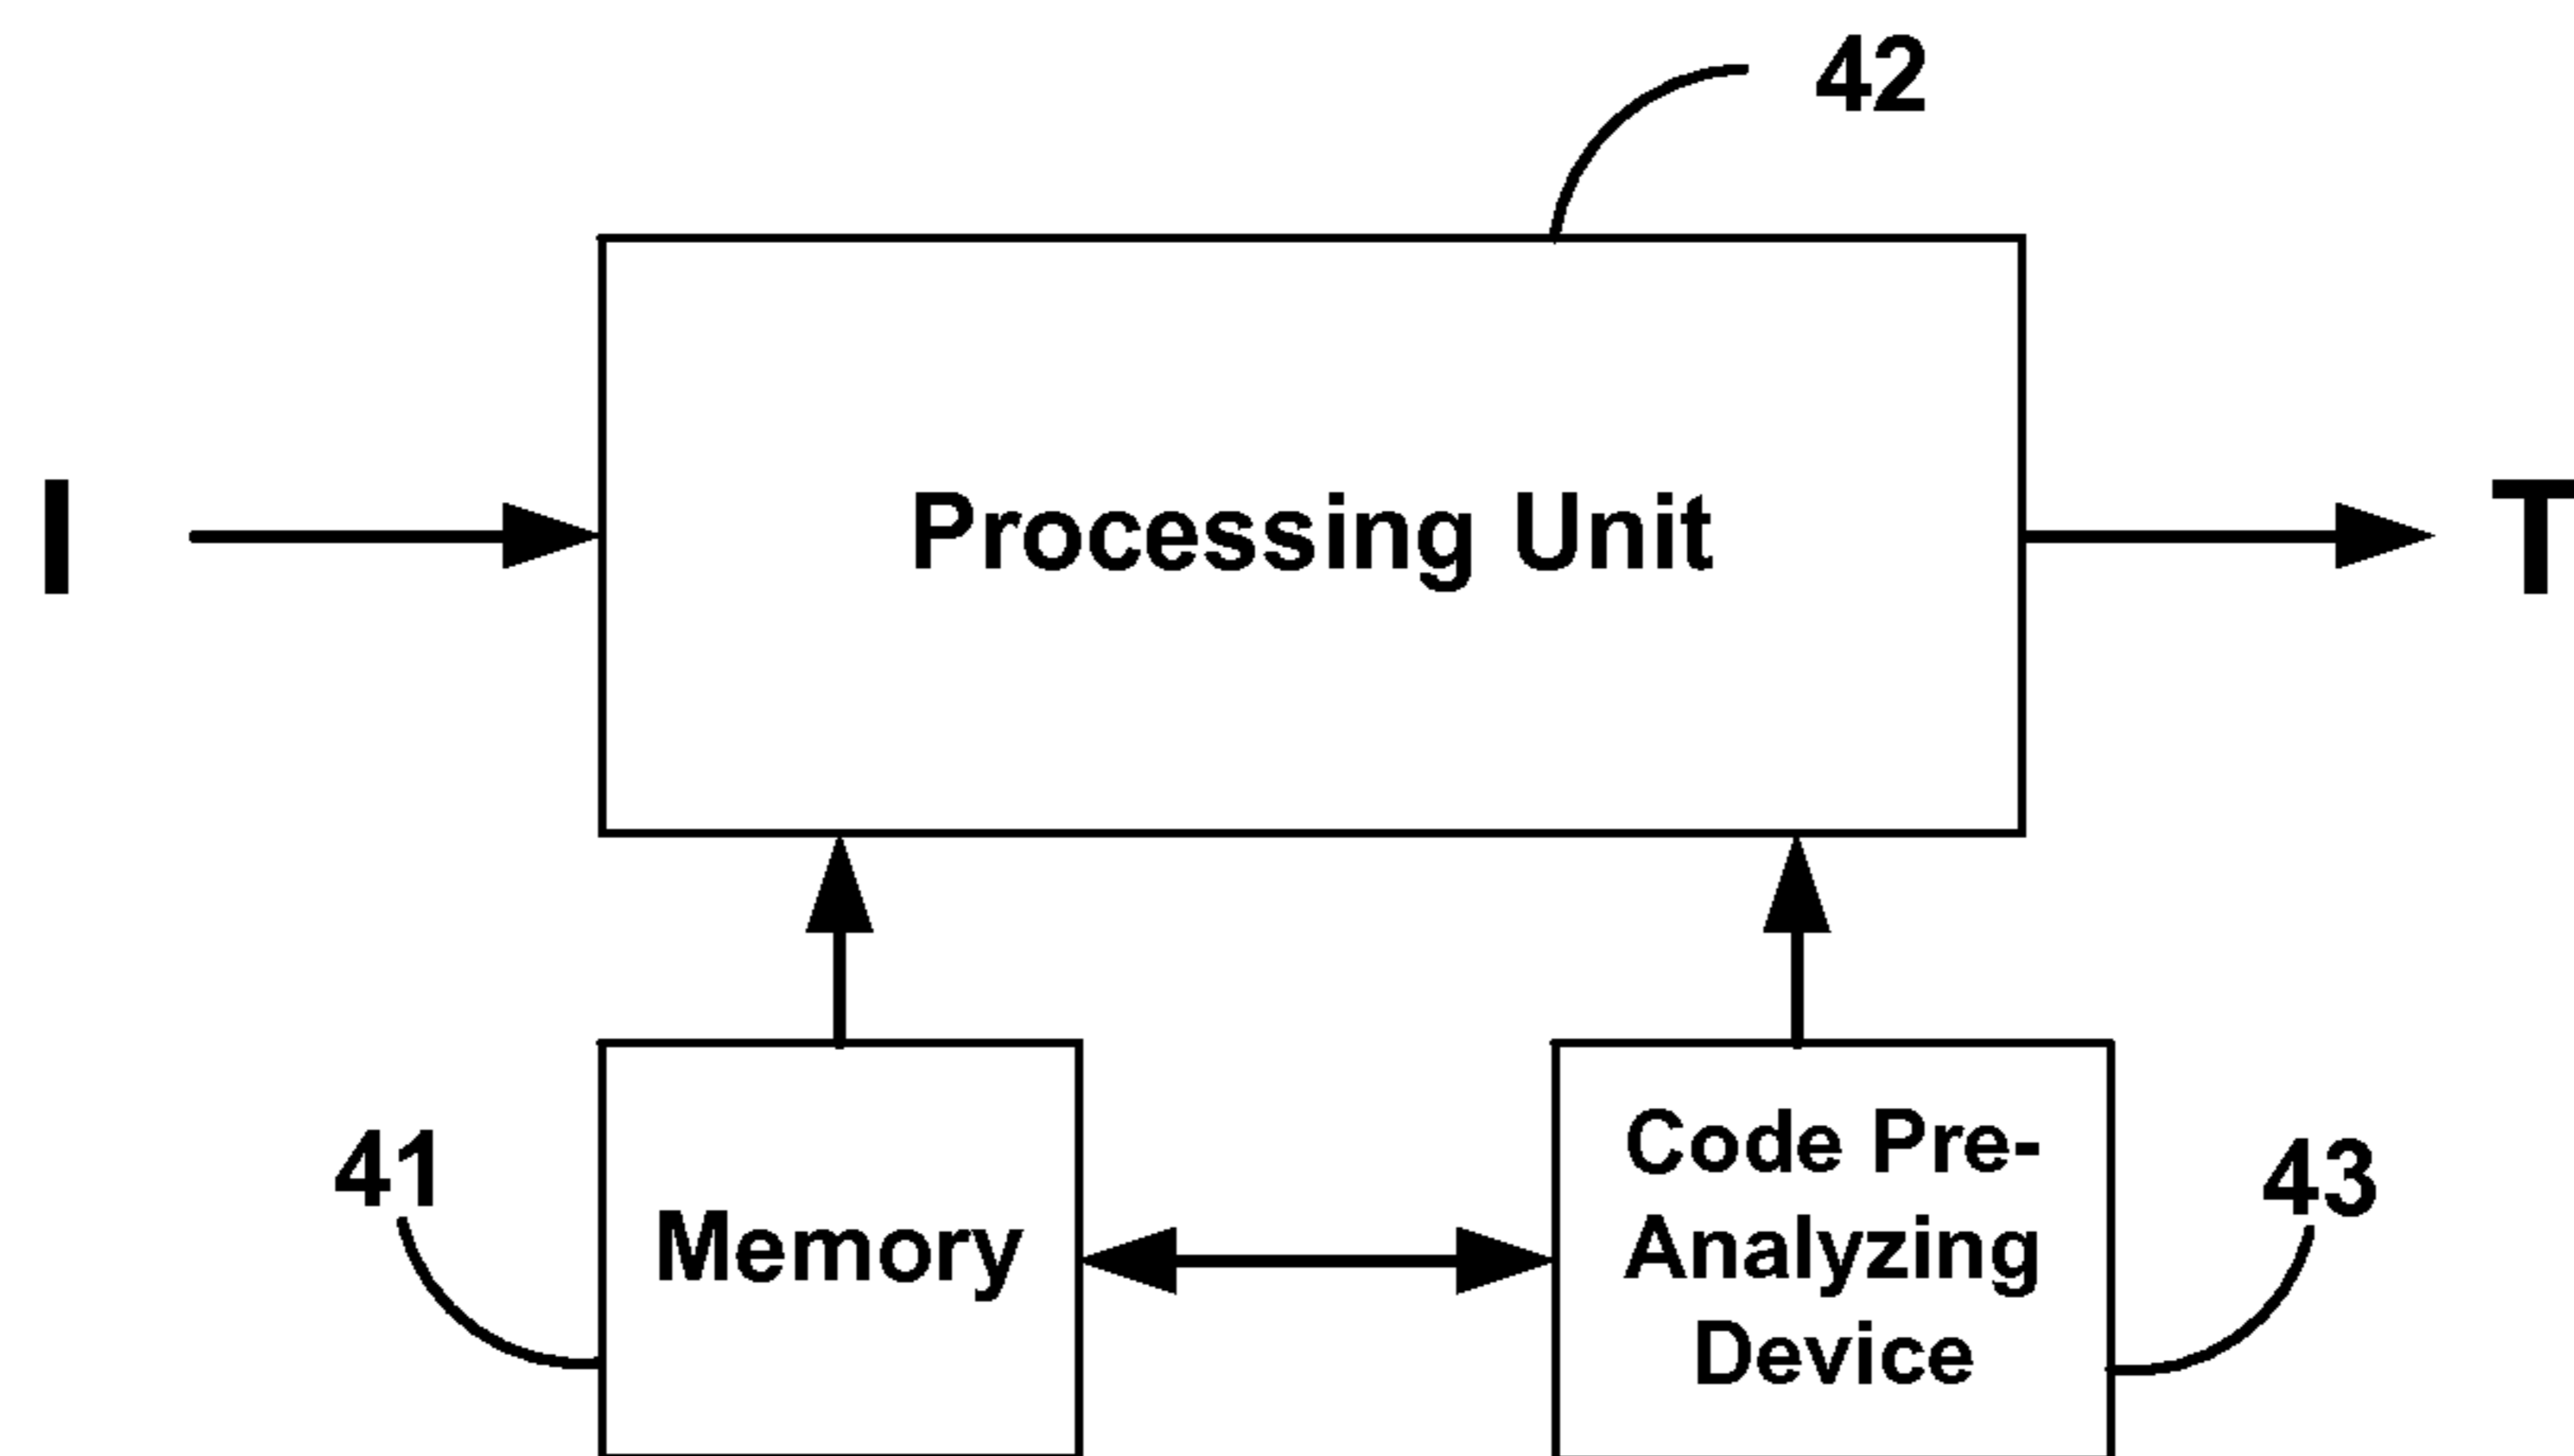 42
I
Processing Unit
T
41
Memory
Code Pre-
Analyzing
Device
43